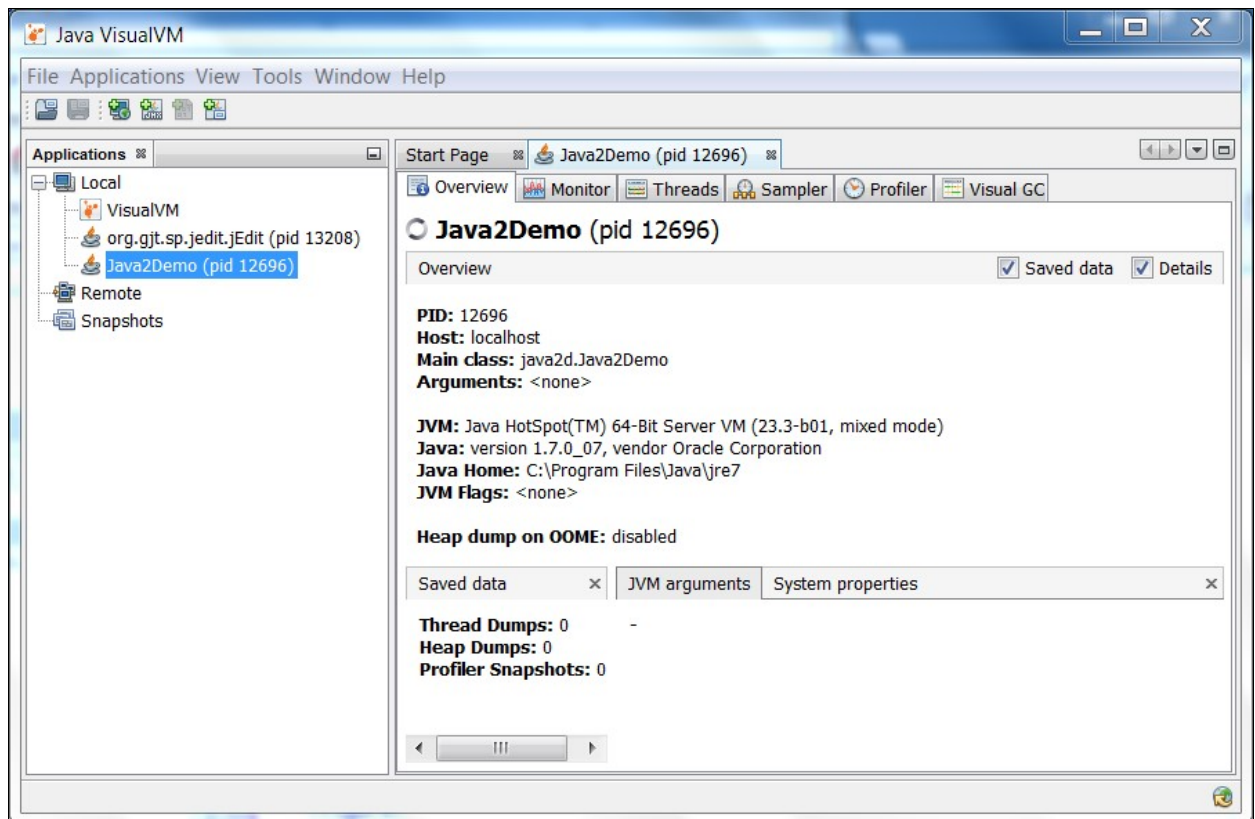 Java VisualVM
File Applications View Tools Window Help
Applications
Local
VisualVM
org.gjt.sp.jedit.jEdit (pid 13208)
Java2Demo (pid 12696)
Remote
Snapshots
Start Page Java2Demo (pid 12696)
Overview Monitor Threads Sampler Profiler Visual GC
Java2Demo (pid 12696)
Overview Saved data Details
PID: 12696
Host: localhost
Main class: java2d.Java2Demo
Arguments: <none>
JVM: Java HotSpot(TM) 64-Bit Server VM (23.3-b01, mixed mode)
Java: version 1.7.0_07, vendor Oracle Corporation
Java Home: C:\Program Files\Java\jre7
JVM Flags: <none>
Heap dump on OOME: disabled
Saved data JVM arguments System properties
Thread Dumps: 0 -
Heap Dumps: 0
Profiler Snapshots: 0